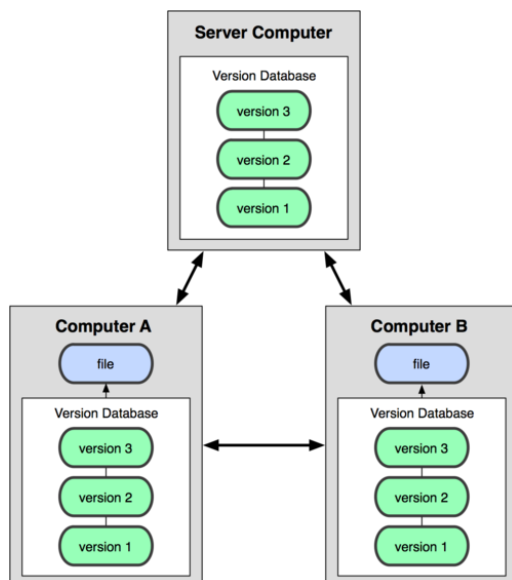 Server Computer
Version Database
version 3
version 2
version 1
Computer A
file
Version Database
version 3
version 2
version 1
Computer B
file
Version Database
version 3
version 2
version 1